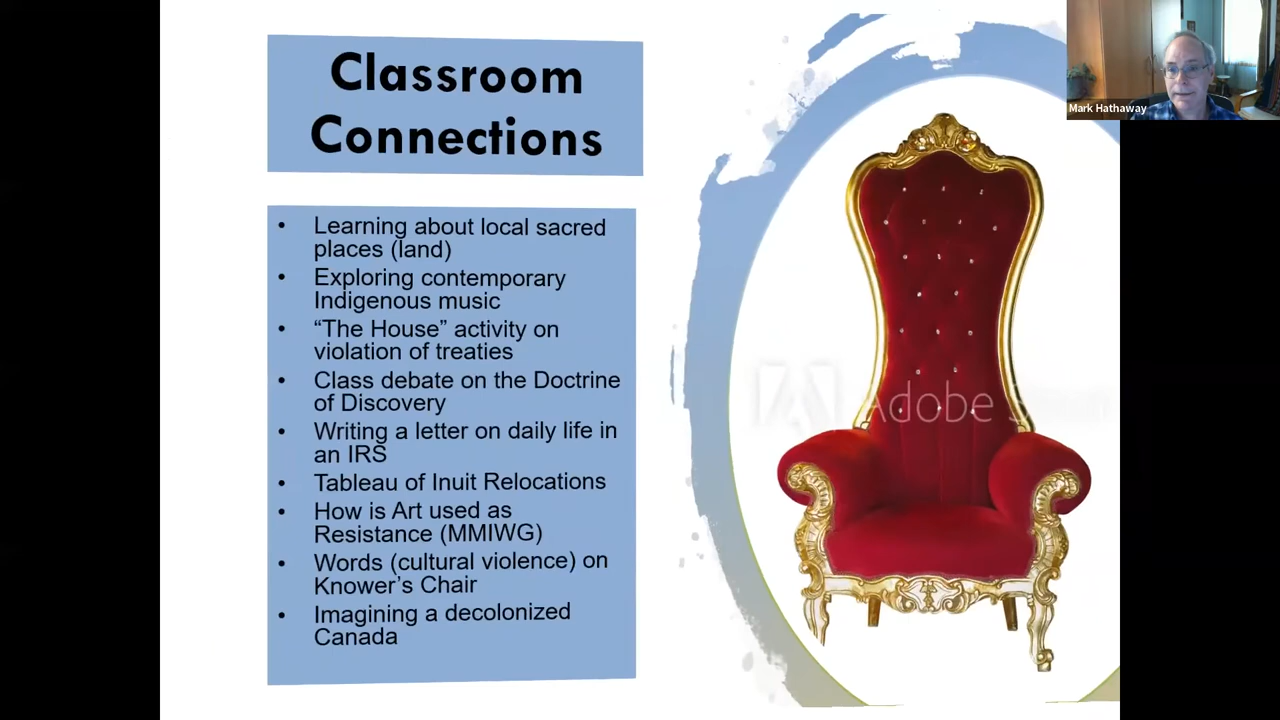 Classroom
Connections
• Learning about local sacred
places (land)
• Exploring contemporary
Indigenous music
• “The House” activity on
violation of treaties
• Class debate on the Doctrine
of Discovery
• Writing a letter on daily life in
an IRS
• Tableau of Inuit Relocations
• How is Art used as
Resistance (MMIWG)
• Words (cultural violence) on
Knower’s Chair
• Imagining a decolonized
Canada
Mark Hathaway
Adobe